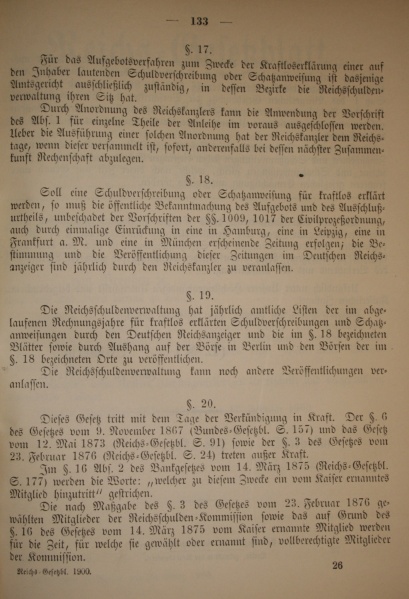 — 133 —
§. 17.
Für das Aufgebotsverfahren zum Zwecke der Kraftloserklärung einer auf
den Inhaber lautenden Schuldverschreibung oder Schatzanweisung ist dasjenige
Amtsgericht ausschließlich zuständig, in dessen Bezirke die Reichsschulden-
verwaltung ihren Sitz hat.
Durch Anordnung des Reichskanzlers kann die Anwendung der Vorschrift
des Abs. 1 für einzelne Theile der Anleihe im voraus ausgeschlossen werden.
Ueber die Ausführung einer solchen Anordnung hat der Reichskanzler dem Reichs-
tage, wenn dieser versammelt ist, sofort, anderenfalls bei dessen nächster Zusammen-
kunft Rechenschaft abzulegen.
§. 18.
Soll eine Schuldverschreibung oder Schatzanweisung für kraftlos erklärt
werden, so muß die öffentliche Bekanntmachung des Aufgebots und des Ausschluß-
urtheils, unbeschadet der Vorschriften der §§. 1009, 1017 der Civilprozeßordnung,
auch durch einmalige Einrückung in eine in Hamburg, eine in Leipzig, eine in
Frankfurt a. M. und eine in München erscheinende Zeitung erfolgen; die Be-
stimmung und die Veröffentlichung dieser Zeitungen im Deutschen Reichs-
anzeiger sind jährlich durch den Reichskanzler zu veranlassen.
§. 19.
Die Reichsschuldenverwaltung hat jährlich amtliche Listen der im abge-
laufenen Rechnungsjahre für kraftlos erklärten Schuldverschreibungen und Schatz-
anweisungen durch den Deutschen Reichsanzeiger und die im §. 18 bezeichneten
Blätter sowie durch Aushang auf der Börse in Berlin und den Börsen der im
§. 18 bezeichneten Orte zu veröffentlichen.
Die Reichsschuldenverwaltung kann noch andere Veröffentlichungen ver-
anlassen.
§. 20.
Dieses Gesetz tritt mit dem Tage der Verkündigung in Kraft. Der §. 6
des Gesetzes vom 9. November 1867 (Bundes-Gesetzbl. S. 157) und das Gesetz
vom 12. Mai 1873 (Reichs-Gesetzbl. S. 91) sowie der §. 3 des Gesetzes vom
23. Februar 1876 (Reichs-Gesetzbl. S. 24) treten außer Kraft.
Im §. 16 Abs. 2 des Bankgesetzes vom 14. März 1875 (Reichs-Gesetzbl.
S. 177) werden die Worte: „welcher zu diesem Zwecke ein vom Kaiser ernanntes
Mitglied hinzutritt" gestrichen.
Die nach Maßgabe des §. 3 des Gesetzes vom 23. Februar 1876 ge-
wählten Mitglieder der Reichsschulden-Kommission sowie das auf Grund des
§. 16 des Gesetzes vom 14. März 1875 vom Kaiser ernannte Mitglied werden
für die Zeit, für welche sie gewählt oder ernannt sind, vollberechtigte Mitglieder
der Kommission.
Reichs-Gesetzbl. 1900. 26